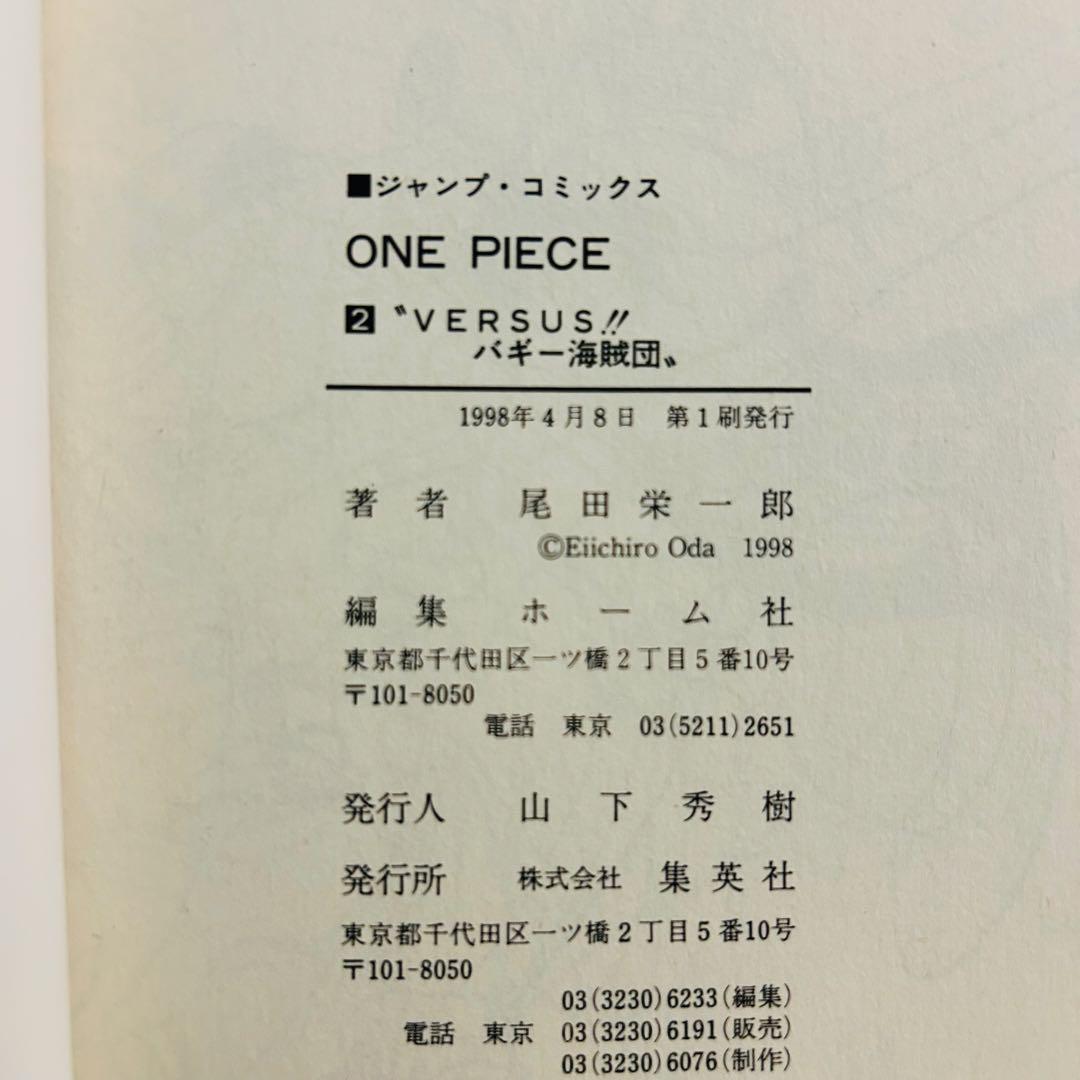 ■ジャンプ・コミックス
ONE PIECE
2 〝VERSUS!!
バギー海賊団〟
1998年4月8日 第1刷発行
著者 尾田栄一郎
©Eiichiro Oda 1998
編集 ホーム社
東京都千代田区一ツ橋2丁目5番10号
〒101-8050
電話 東京 03(5211)2651
発行人 山下秀樹
発行所 株式会社 集英社
東京都千代田区一ツ橋2丁目5番10号
〒101-8050
03(3230)6233(編集)
電話 東京 03(3230)6191(販売)
03(3230)6076(制作)